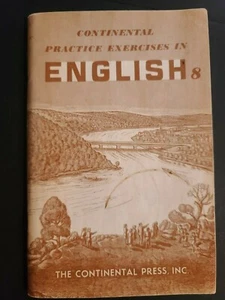 CONTINENTAL
PRACTICE EXERCISES IN
ENGLISH 8
THE CONTINENTAL PRESS, INC